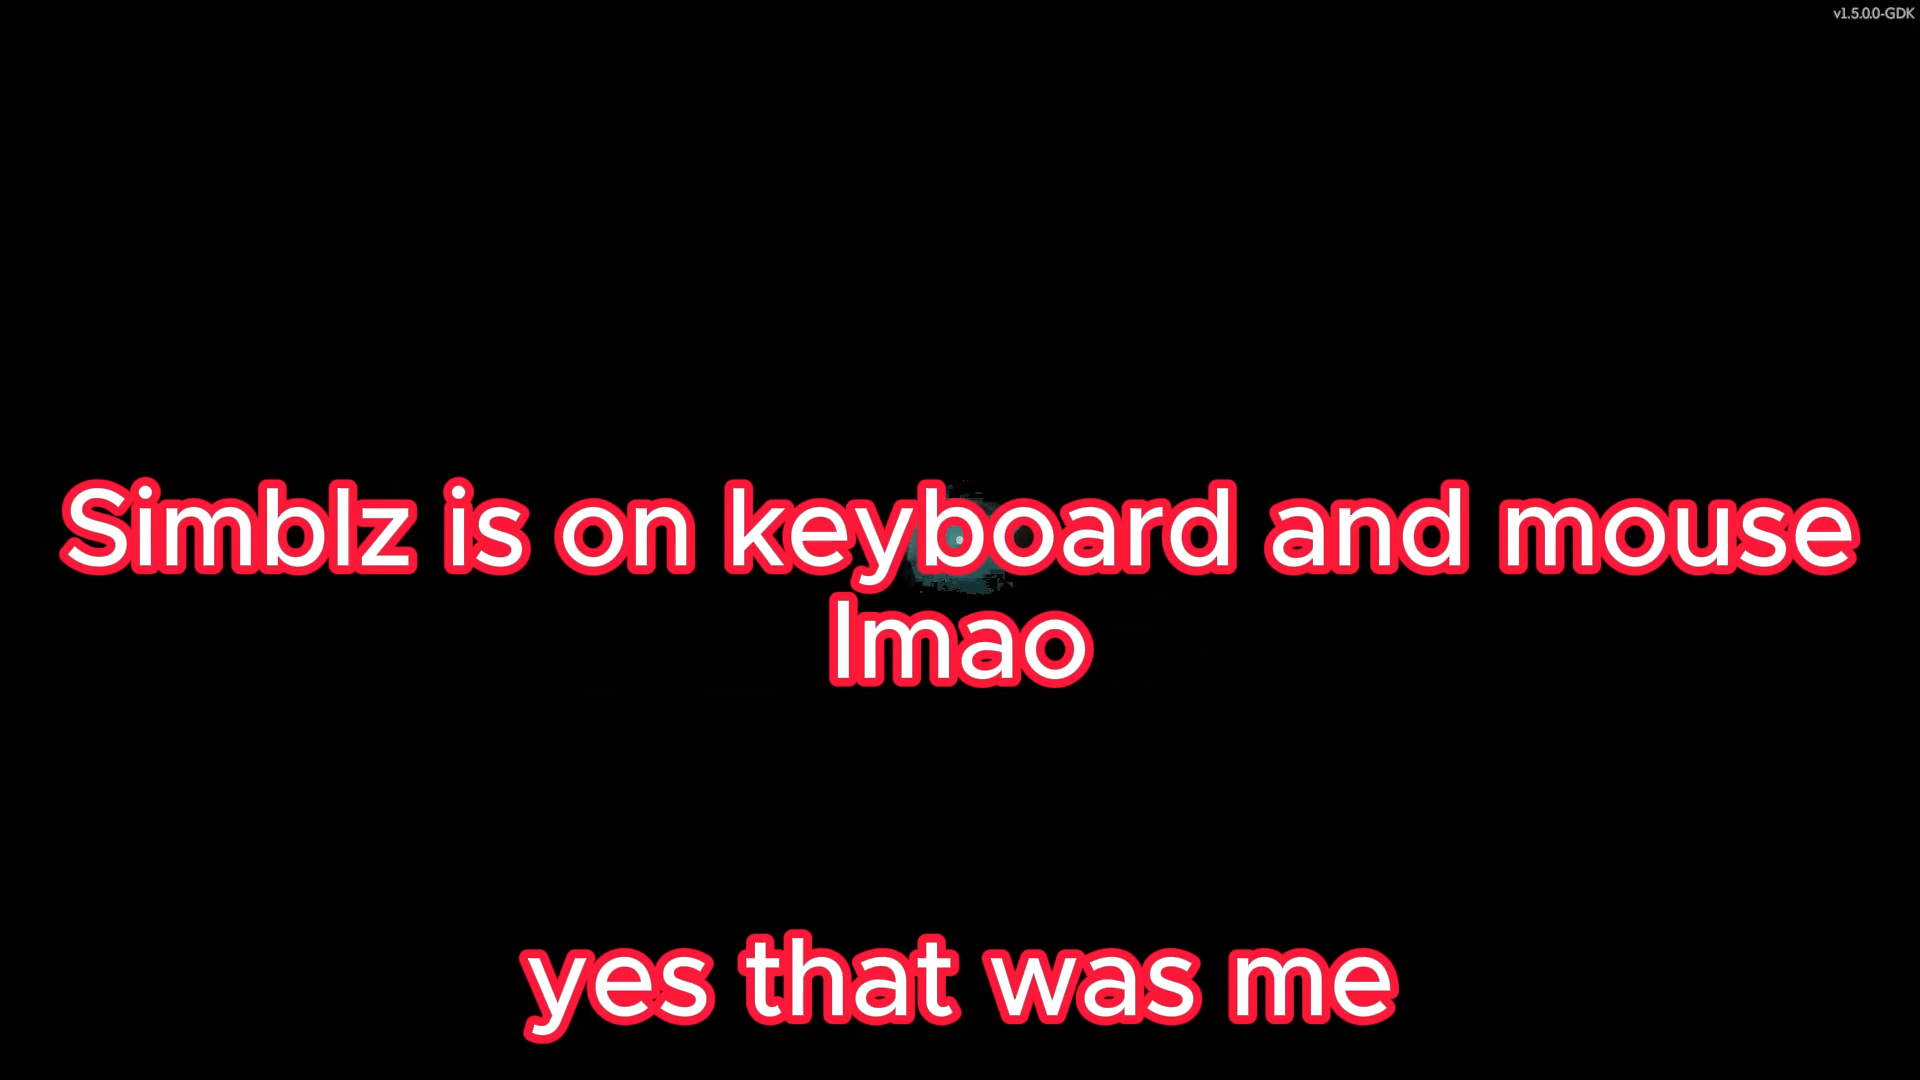 v1.5.0.0-GDK
Simblz is on keyboard and mouse
lmao
yes that was me